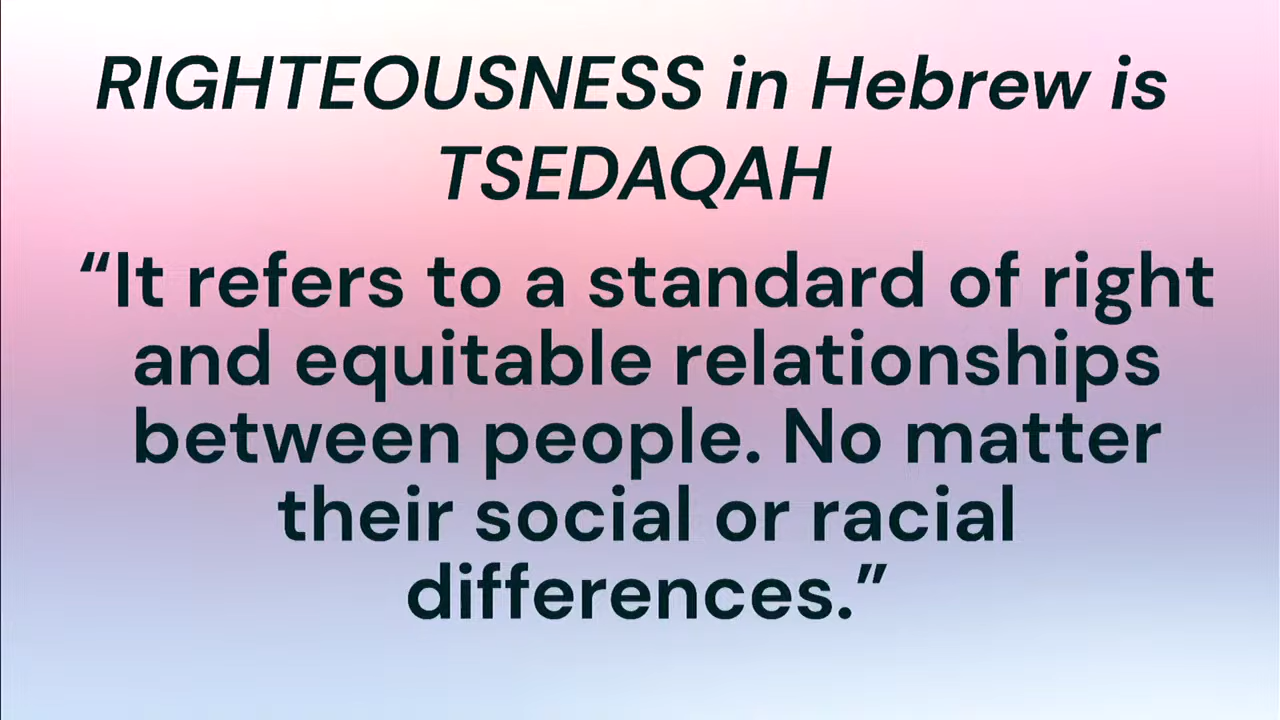 RIGHTEOUSNESS in Hebrew is
TSEDAQAH
“It refers to a standard of right
and equitable relationships
between people. No matter
their social or racial
differences.”